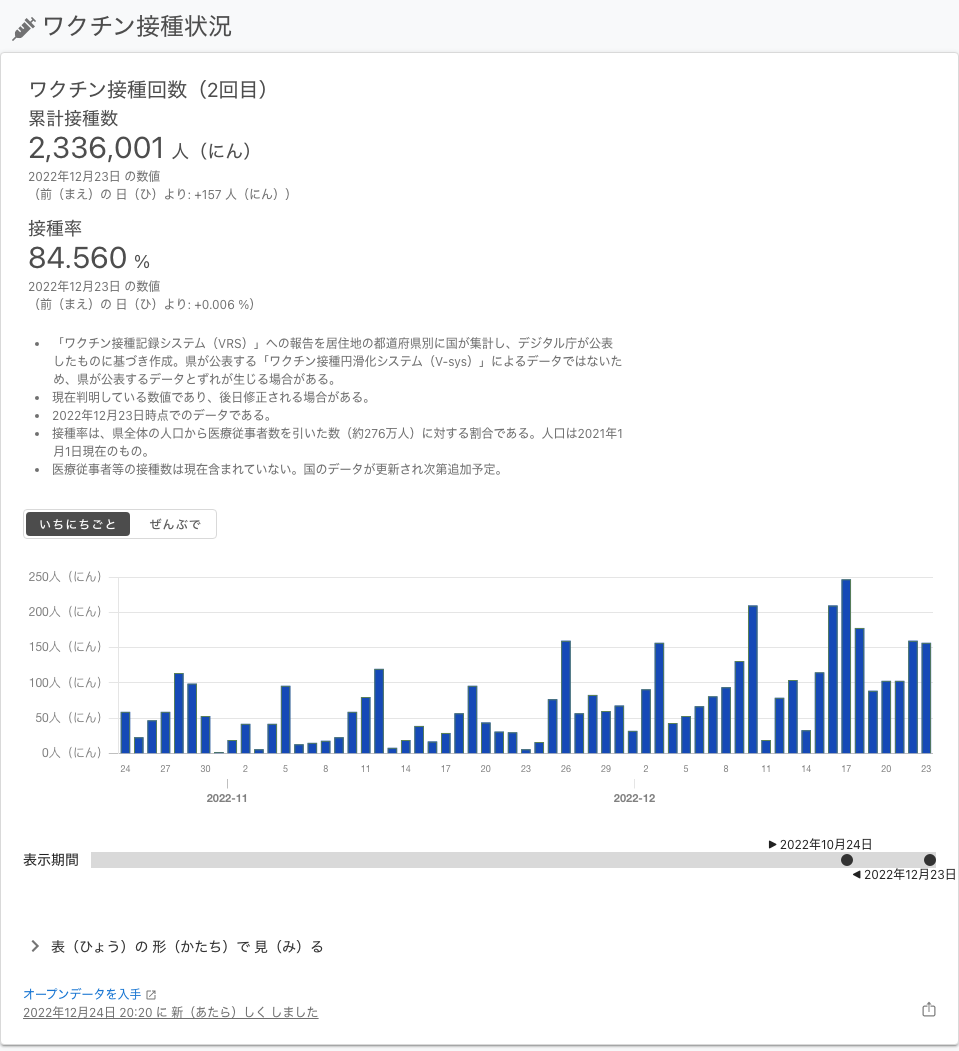 ワクチン接種状況
ワクチン接種回数（2回目）
累計接種数
2,336,001 人（にん）
2022年12月23日 の数値
（前（まえ）の 日（ひ）より: +157 人（にん））
接種率
84.560 %
2022年12月23日 の数値
（前（まえ）の 日（ひ）より: +0.006 %）
• 「ワクチン接種記録システム（VRS）」への報告を居住地の都道府県別に国が集計し、デジタル庁が公表
したものに基づき作成。県が公表する「ワクチン接種円滑化システム（V-sys）」によるデータではないた
め、県が公表するデータとずれが生じる場合がある。
• 現在判明している数値であり、後日修正される場合がある。
• 2022年12月23日時点でのデータである。
• 接種率は、県全体の人口から医療従事者数を引いた数（約276万人）に対する割合である。人口は2021年1
月1日現在のもの。
• 医療従事者等の接種数は現在含まれていない。国のデータが更新され次第追加予定。
いちにちごと ぜんぶで
250人（にん）
200人（にん）
150人（にん）
100人（にん）
50人（にん）
0人（にん）
24 27 30 2 5 8 11 14 17 20 23 26 29 2 5 8 11 14 17 20 23
2022-11 2022-12
▶ 2022年10月24日
表示期間
◀ 2022年12月23日
表（ひょう）の 形（かたち）で 見（み）る
オープンデータを入手
2022年12月24日 20:20 に 新（あたら）しく しました